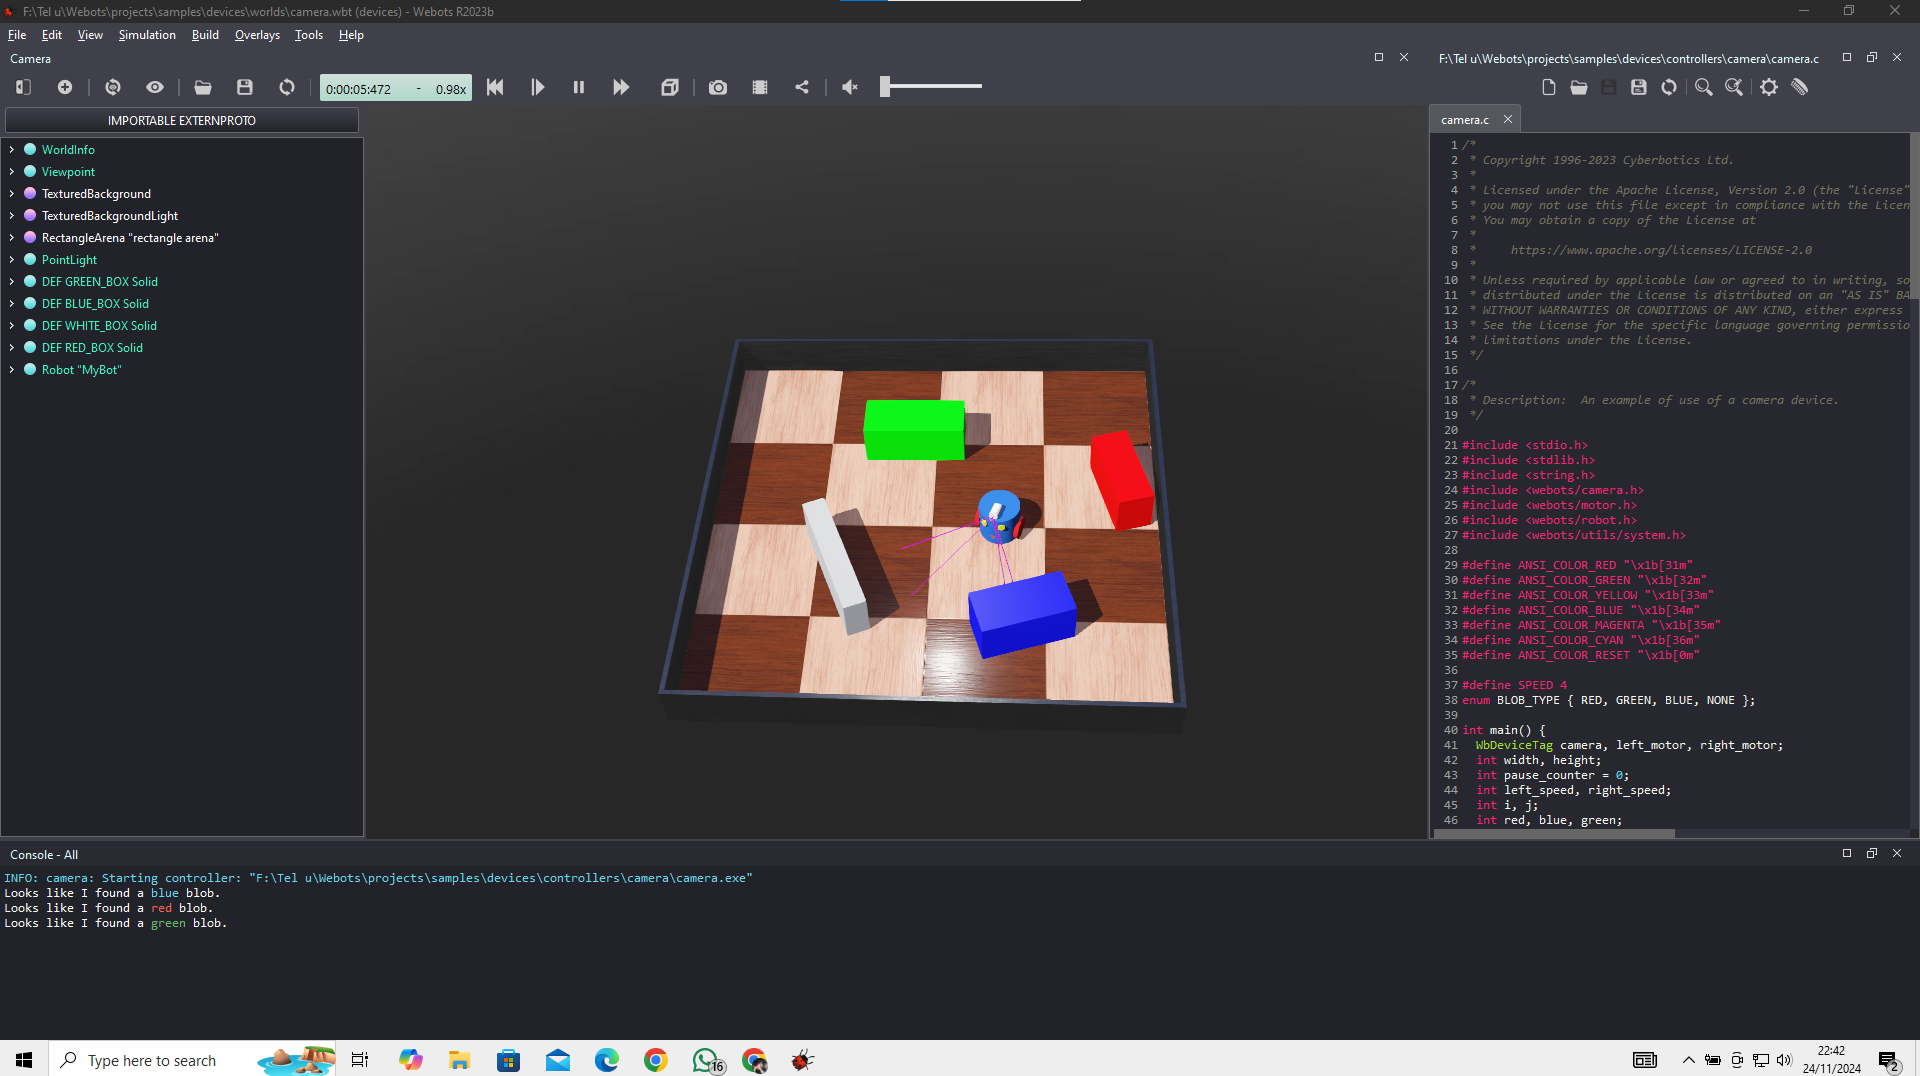 F:\Tel u\Webots\projects\samples\devices\worlds\camera.wbt (devices) - Webots R2023b
File Edit View Simulation Build Overlays Tools Help
Camera
F:\Tel u\Webots\projects\samples\devices\controllers\camera\camera.c
0:00:05:472 - 0.98x
IMPORTABLE EXTERNPROTO
WorldInfo
Viewpoint
TexturedBackground
TexturedBackgroundLight
RectangleArena "rectangle arena"
PointLight
DEF GREEN_BOX Solid
DEF BLUE_BOX Solid
DEF WHITE_BOX Solid
DEF RED_BOX Solid
Robot "MyBot"
camera.c
1 /*
2 * Copyright 1996-2023 Cyberbotics Ltd.
3 *
4 * Licensed under the Apache License, Version 2.0 (the "License"
5 * you may not use this file except in compliance with the Licen
6 * You may obtain a copy of the License at
7 *
8 * https://www.apache.org/licenses/LICENSE-2.0
9 *
10 * Unless required by applicable law or agreed to in writing, so
11 * distributed under the License is distributed on an "AS IS" BA
12 * WITHOUT WARRANTIES OR CONDITIONS OF ANY KIND, either express
13 * See the License for the specific language governing permissio
14 * limitations under the License.
15 */
16
17 /*
18 * Description: An example of use of a camera device.
19 */
20
21 #include <stdio.h>
22 #include <stdlib.h>
23 #include <string.h>
24 #include <webots/camera.h>
25 #include <webots/motor.h>
26 #include <webots/robot.h>
27 #include <webots/utils/system.h>
28
29 #define ANSI_COLOR_RED "\x1b[31m"
30 #define ANSI_COLOR_GREEN "\x1b[32m"
31 #define ANSI_COLOR_YELLOW "\x1b[33m"
32 #define ANSI_COLOR_BLUE "\x1b[34m"
33 #define ANSI_COLOR_MAGENTA "\x1b[35m"
34 #define ANSI_COLOR_CYAN "\x1b[36m"
35 #define ANSI_COLOR_RESET "\x1b[0m"
36
37 #define SPEED 4
38 enum BLOB_TYPE { RED, GREEN, BLUE, NONE };
39
40 int main() {
41 WbDeviceTag camera, left_motor, right_motor;
42 int width, height;
43 int pause_counter = 0;
44 int left_speed, right_speed;
45 int i, j;
46 int red, blue, green;
Console - All
INFO: camera: Starting controller: "F:\Tel u\Webots\projects\samples\devices\controllers\camera\camera.exe"
Looks like I found a blue blob.
Looks like I found a red blob.
Looks like I found a green blob.
Type here to search
16
22:42
24/11/2024
2